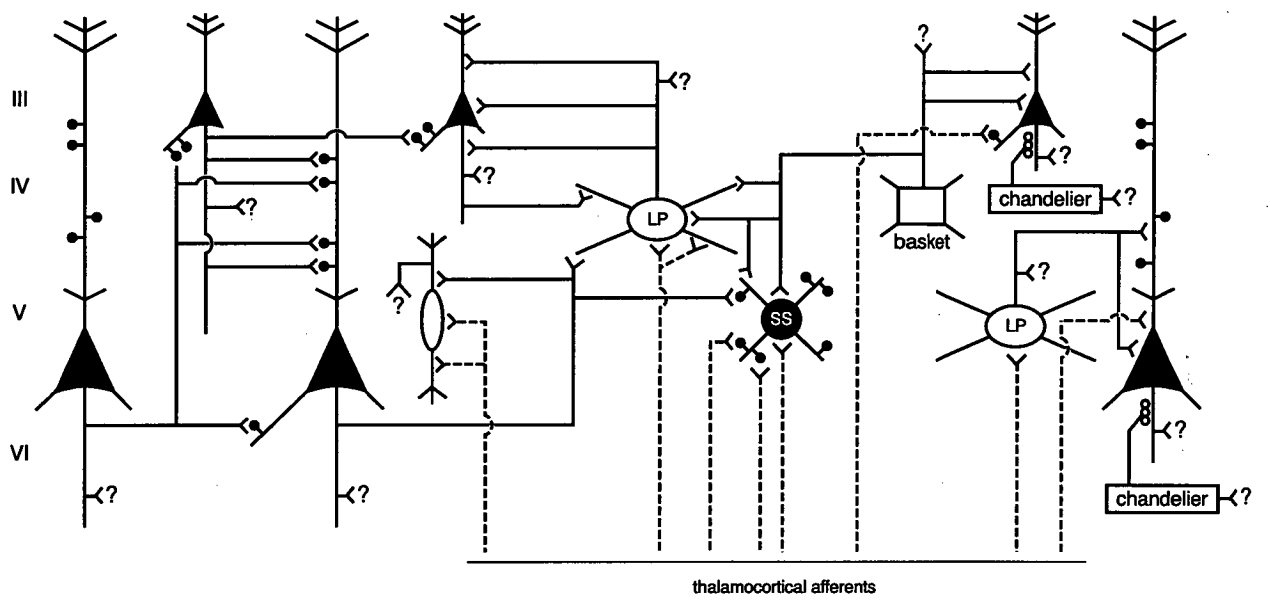 ?
III
?
?
IV
?
LP
chandelier
?
?
basket
?
?
V
SS
LP
?
VI
?
?
chandelier
?
thalamocortical afferents